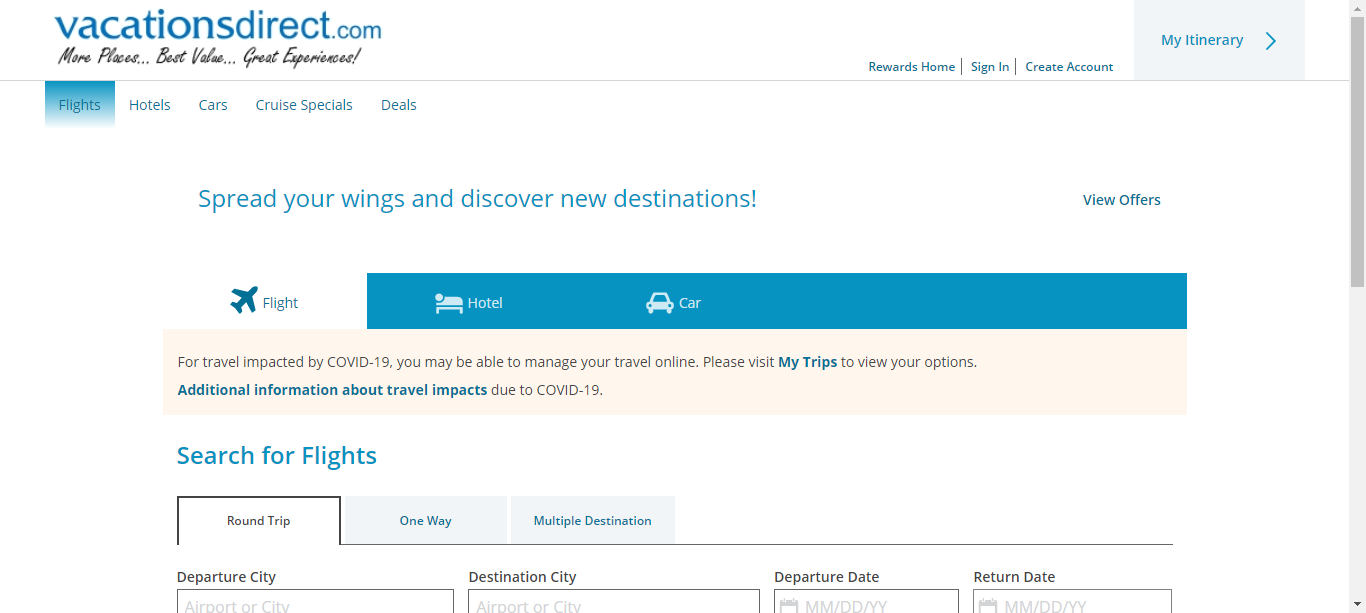 vacationsdirect.com
More Places... Best Value... Great Experiences!
My Itinerary
Rewards Home Sign In Create Account
Flights Hotels Cars Cruise Specials Deals
Spread your wings and discover new destinations!
View Offers
Flight Hotel Car
For travel impacted by COVID-19, you may be able to manage your travel online. Please visit My Trips to view your options.
Additional information about travel impacts due to COVID-19.
Search for Flights
Round Trip One Way Multiple Destination
Departure City Destination City Departure Date Return Date
Airport or City Airport or City MM/DD/YY MM/DD/YY